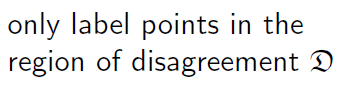 only label points in the
region of disagreement 𝔇